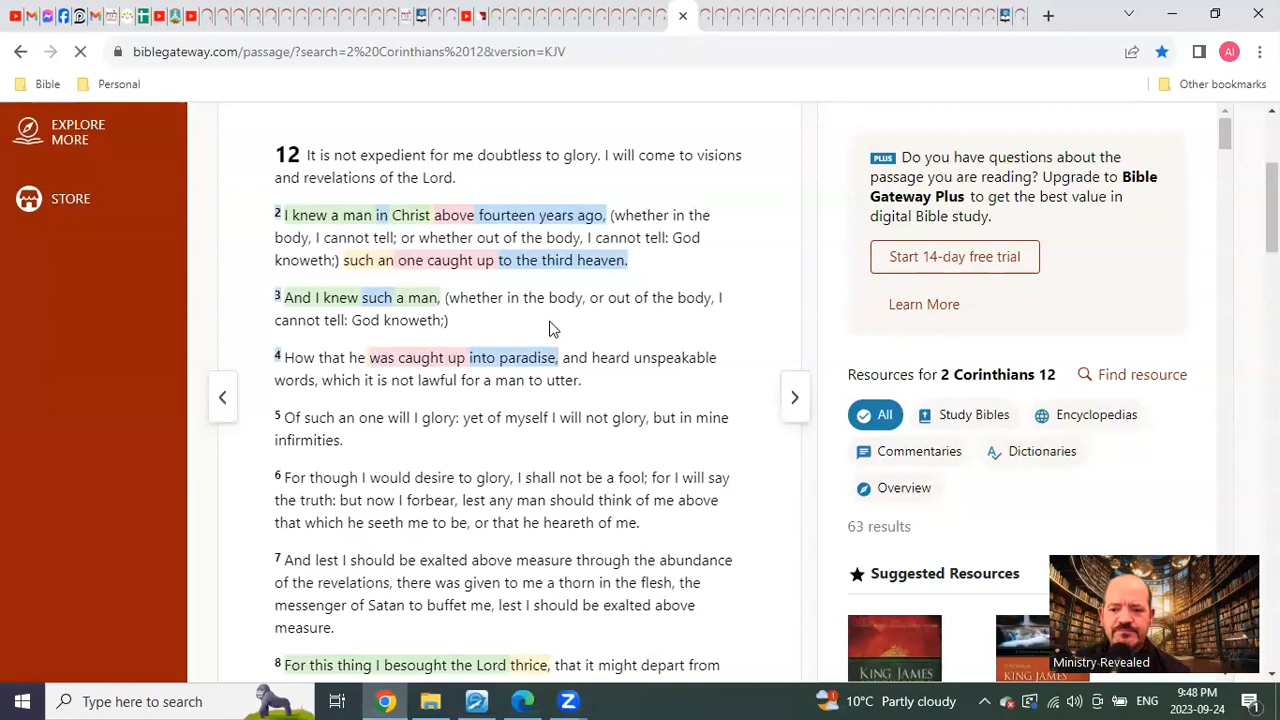 biblegateway.com/passage/?search=2%20Corinthians%2012&version=KJV
Bible
Personal
Other bookmarks
EXPLORE
MORE
STORE
12 It is not expedient for me doubtless to glory. I will come to visions
and revelations of the Lord.
2 I knew a man in Christ above fourteen years ago, (whether in the
body, I cannot tell; or whether out of the body, I cannot tell: God
knoweth;) such an one caught up to the third heaven.
3 And I knew such a man, (whether in the body, or out of the body, I
cannot tell: God knoweth;)
4 How that he was caught up into paradise, and heard unspeakable
words, which it is not lawful for a man to utter.
5 Of such an one will I glory: yet of myself I will not glory, but in mine
infirmities.
6 For though I would desire to glory, I shall not be a fool; for I will say
the truth: but now I forbear, lest any man should think of me above
that which he seeth me to be, or that he heareth of me.
7 And lest I should be exalted above measure through the abundance
of the revelations, there was given to me a thorn in the flesh, the
messenger of Satan to buffet me, lest I should be exalted above
measure.
8 For this thing I besought the Lord thrice, that it might depart from
PLUS Do you have questions about the
passage you are reading? Upgrade to Bible
Gateway Plus to get the best value in
digital Bible study.
Start 14-day free trial
Learn More
Resources for 2 Corinthians 12
Find resource
All
Study Bibles
Encyclopedias
Commentaries
Dictionaries
Overview
63 results
Suggested Resources
KING JAMES
KING JAMES
Ministry Revealed
Type here to search
10°C Partly cloudy
ENG
9:48 PM
2023-09-24